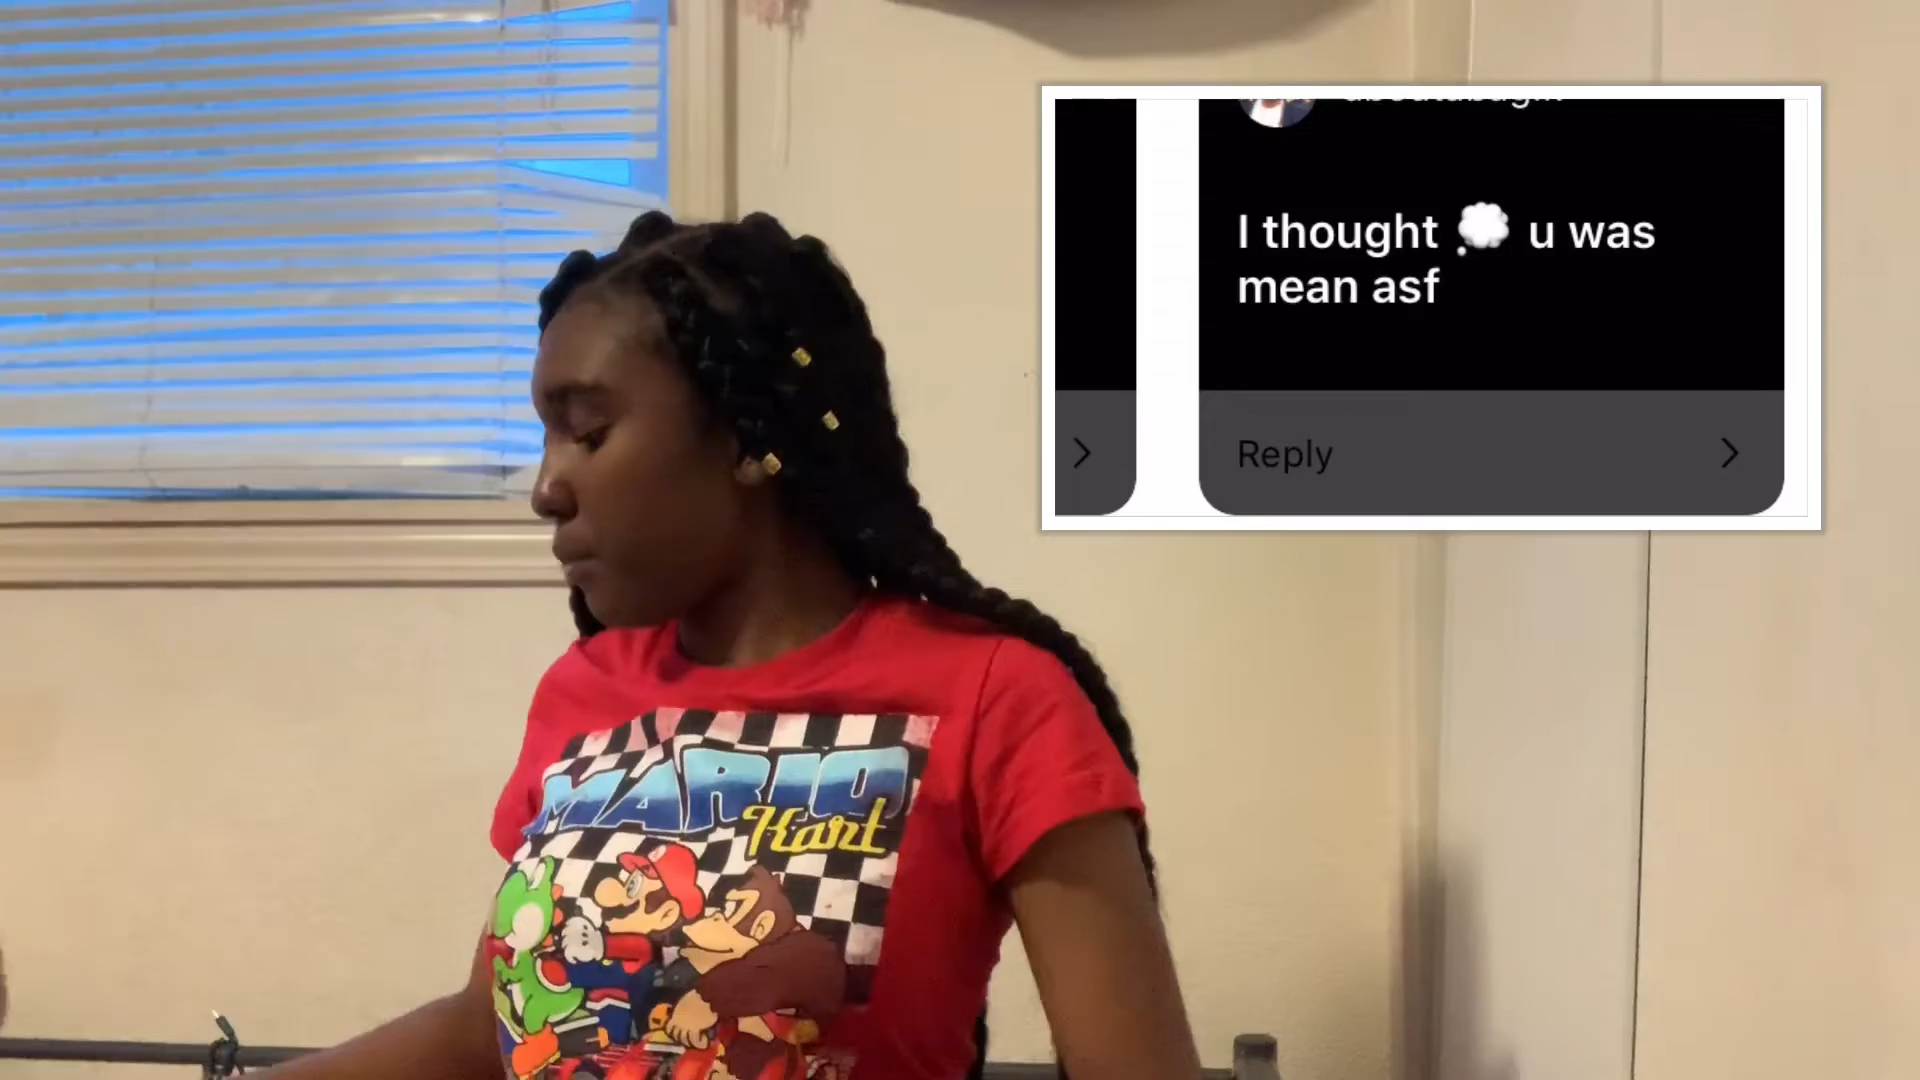 I thought 💭 u was
mean asf
Reply
MARIO
Kart